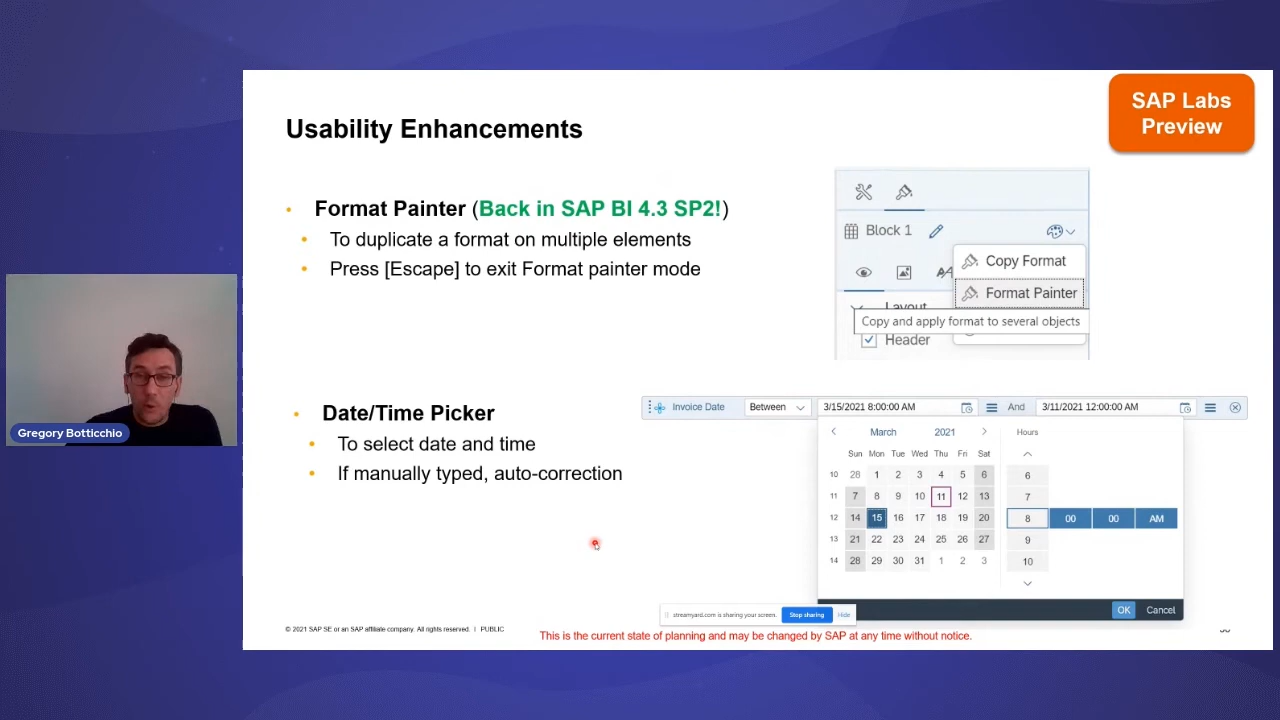 SAP Labs
Preview
Usability Enhancements
• Format Painter (Back in SAP BI 4.3 SP2!)
• To duplicate a format on multiple elements
• Press [Escape] to exit Format painter mode
Block 1
Copy Format
Format Painter
Layout
Copy and apply format to several objects
Header
• Date/Time Picker
• To select date and time
• If manually typed, auto-correction
Invoice Date Between 3/15/2021 8:00:00 AM And 3/11/2021 12:00:00 AM
March 2021 Hours
Sun Mon Tue Wed Thu Fri Sat
10 28 1 2 3 4 5 6 6
11 7 8 9 10 11 12 13 7
12 14 15 16 17 18 19 20 8 00 00 AM
13 21 22 23 24 25 26 27 9
14 28 29 30 31 1 2 3 10
OK Cancel
Gregory Botticchio
streamyard.com is sharing your screen. Stop sharing Hide
© 2021 SAP SE or an SAP affiliate company. All rights reserved. | PUBLIC
This is the current state of planning and may be changed by SAP at any time without notice.